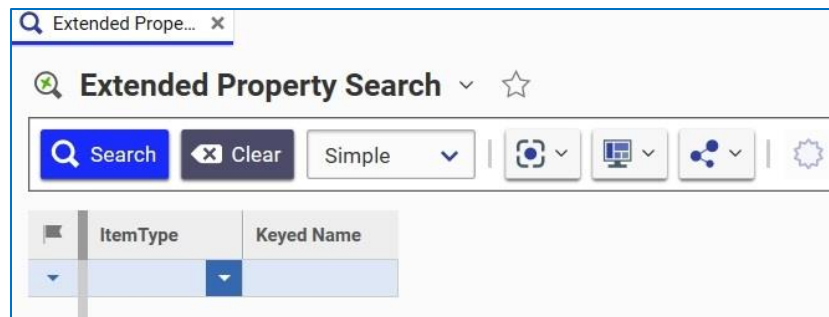 Extended Prope...
Extended Property Search
Search Clear Simple
ItemType Keyed Name